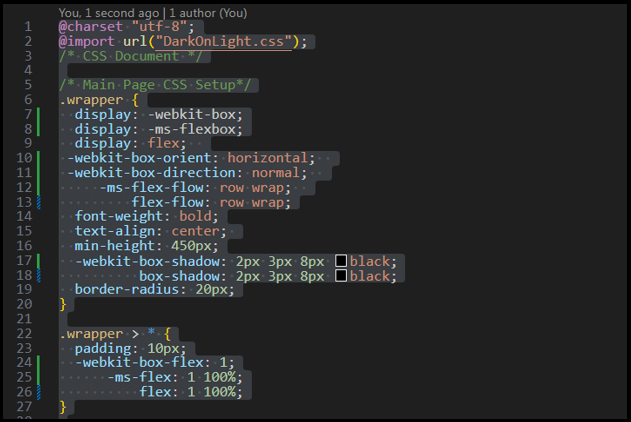 You, 1 second ago | 1 author (You)
1 @charset "utf-8";
2 @import url("DarkOnLight.css");
3 /* CSS Document */
4
5 /* Main Page CSS Setup*/
6 .wrapper {
7   display: -webkit-box;
8   display: -ms-flexbox;
9   display: flex;
10  -webkit-box-orient: horizontal;
11  -webkit-box-direction: normal;
12      -ms-flex-flow: row wrap;
13          flex-flow: row wrap;
14   font-weight: bold;
15   text-align: center;
16   min-height: 450px;
17   -webkit-box-shadow: 2px 3px 8px black;
18           box-shadow: 2px 3px 8px black;
19   border-radius: 20px;
20 }
21
22 .wrapper > * {
23   padding: 10px;
24   -webkit-box-flex: 1;
25       -ms-flex: 1 100%;
26           flex: 1 100%;
27 }